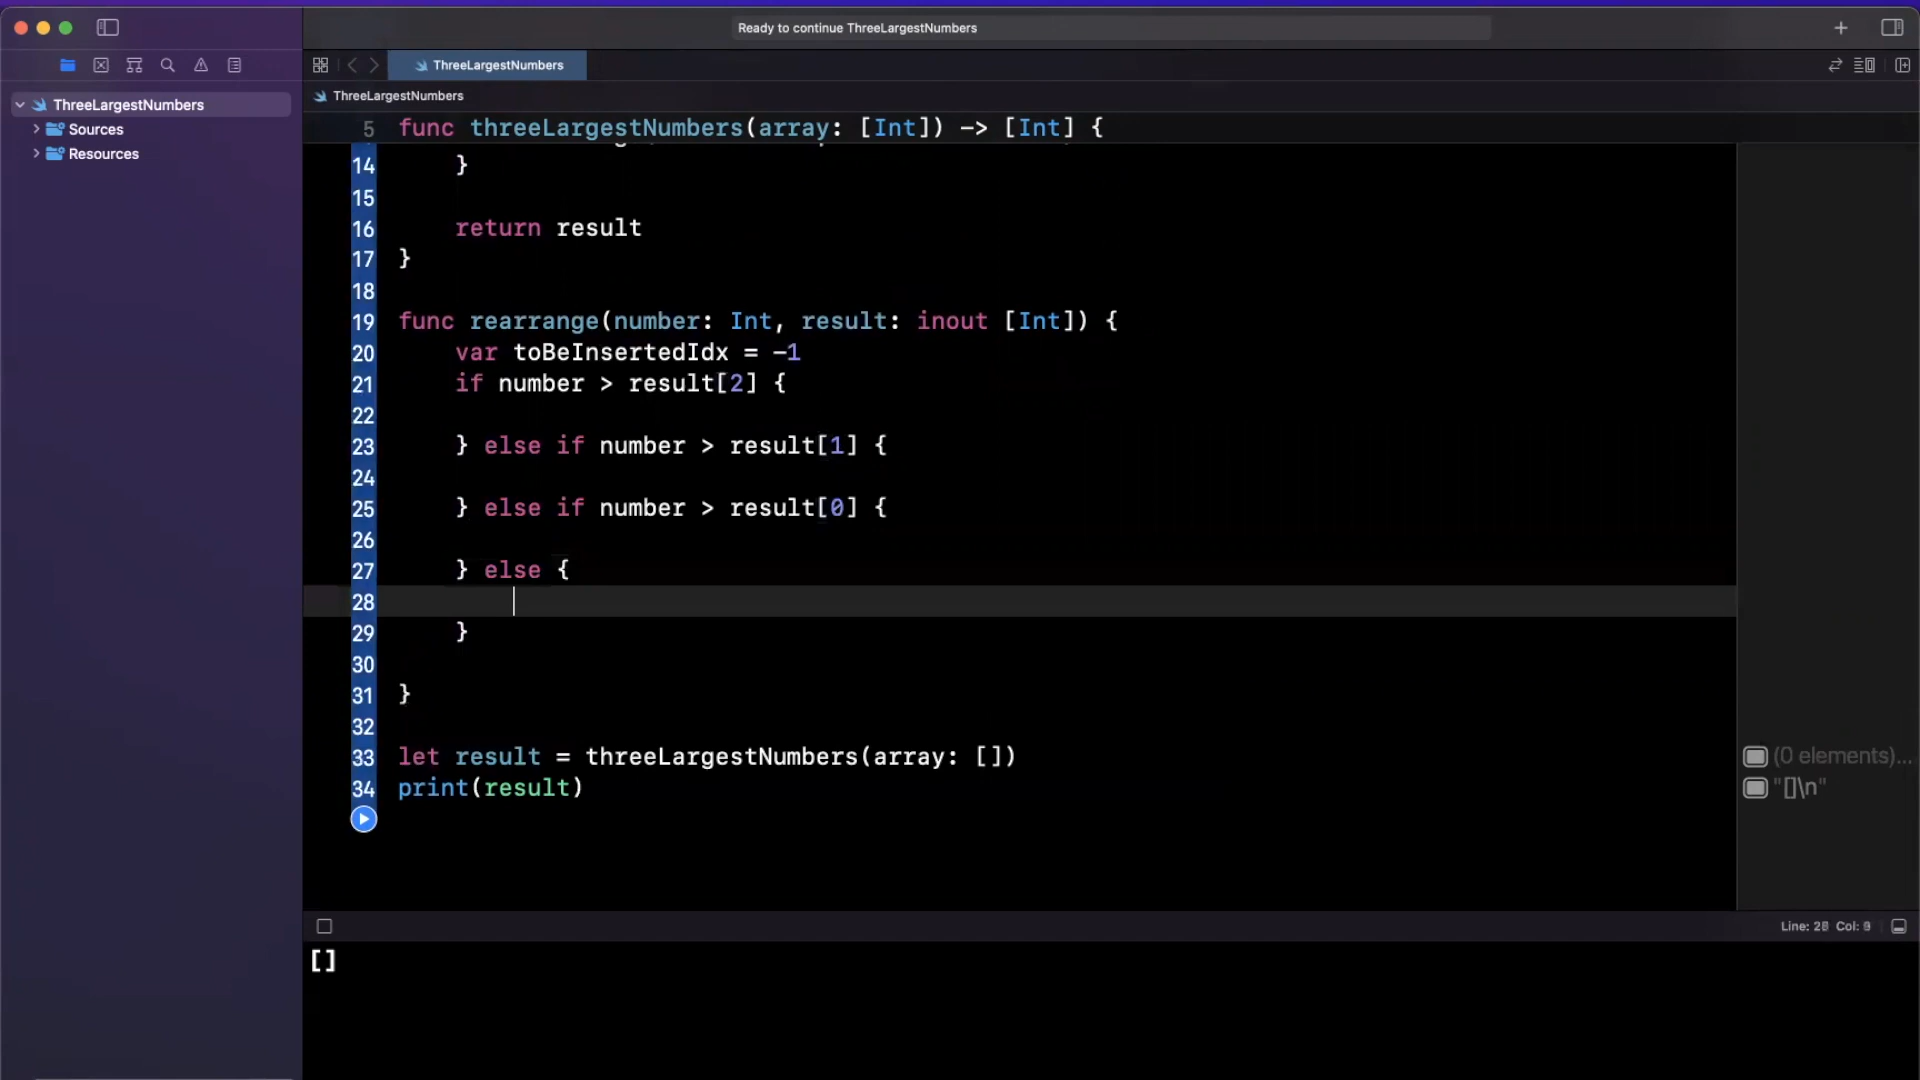 Ready to continue ThreeLargestNumbers
ThreeLargestNumbers
ThreeLargestNumbers
Sources
Resources
ThreeLargestNumbers
5 func threeLargestNumbers(array: [Int]) -> [Int] {
14 }
15
16 return result
17 }
18
19 func rearrange(number: Int, result: inout [Int]) {
20 var toBeInsertedIdx = -1
21 if number > result[2] {
22
23 } else if number > result[1] {
24
25 } else if number > result[0] {
26
27 } else {
28
29 }
30
31 }
32
33 let result = threeLargestNumbers(array: [])
34 print(result)
(0 elements)...
"[]\n"
Line: 28 Col: 9
[]